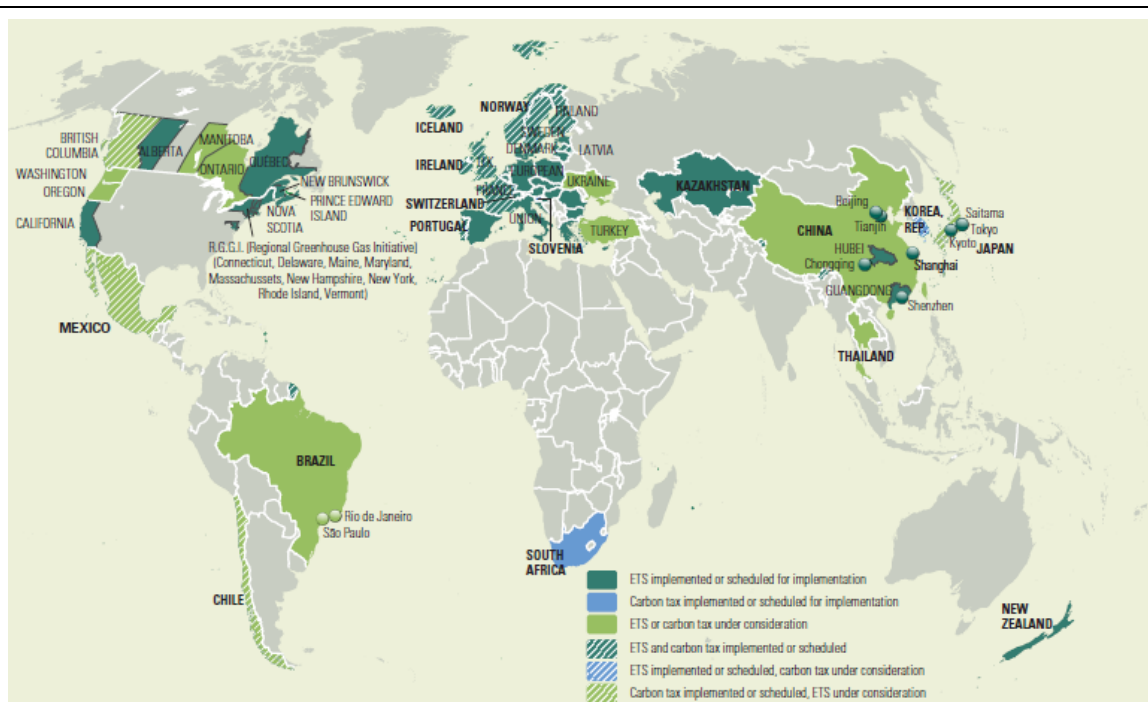 NORWAY
FINLAND
ICELAND
SWEDEN
BRITISH
COLUMBIA
ALBERTA
MANITOBA
DENMARK
LATVIA
IRELAND
UK
EUROPEAN
WASHINGTON
ONTARIO
QUÉBEC
UKRAINE
KAZAKHSTAN
OREGON
NEW BRUNSWICK
FRANCE
PRINCE EDWARD
ISLAND
SWITZERLAND
Beijing
KOREA,
REP.
Saitama
CALIFORNIA
NOVA
SCOTIA
PORTUGAL
UNION
TURKEY
CHINA
Tianjin
Tokyo
Kyoto
JAPAN
SLOVENIA
HUBEI
R.G.G.I. (Regional Greenhouse Gas Initiative)
(Connecticut, Delaware, Maine, Maryland,
Massachussets, New Hampshire, New York,
Rhode Island, Vermont)
Chongqing
Shanghai
GUANGDONG
Shenzhen
MEXICO
THAILAND
BRAZIL
Rio de Janeiro
São Paulo
SOUTH
AFRICA
CHILE
NEW
ZEALAND
ETS implemented or scheduled for implementation
Carbon tax implemented or scheduled for implementation
ETS or carbon tax under consideration
ETS and carbon tax implemented or scheduled
ETS implemented or scheduled, carbon tax under consideration
Carbon tax implemented or scheduled, ETS under consideration